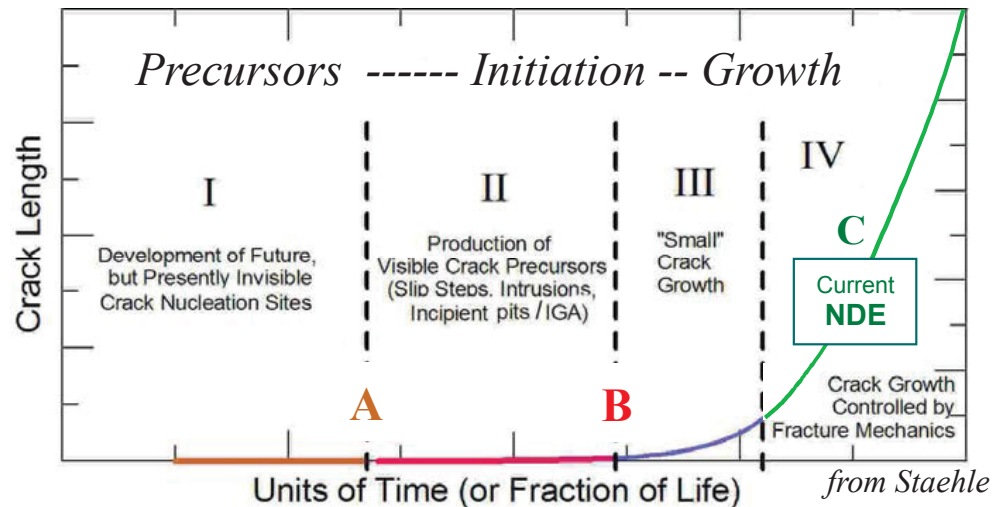 Precursors ------ Initiation -- Growth
I
Development of Future,
but Presently Invisible
Crack Nucleation Sites
II
Production of
Visible Crack Precursors
(Slip Steps, Intrusions,
Incipient pits / IGA)
III
"Small"
Crack
Growth
IV
C
Current
NDE
Crack Growth
Controlled by
Fracture Mechanics
A
B
Crack Length
Units of Time (or Fraction of Life)
from Staehle